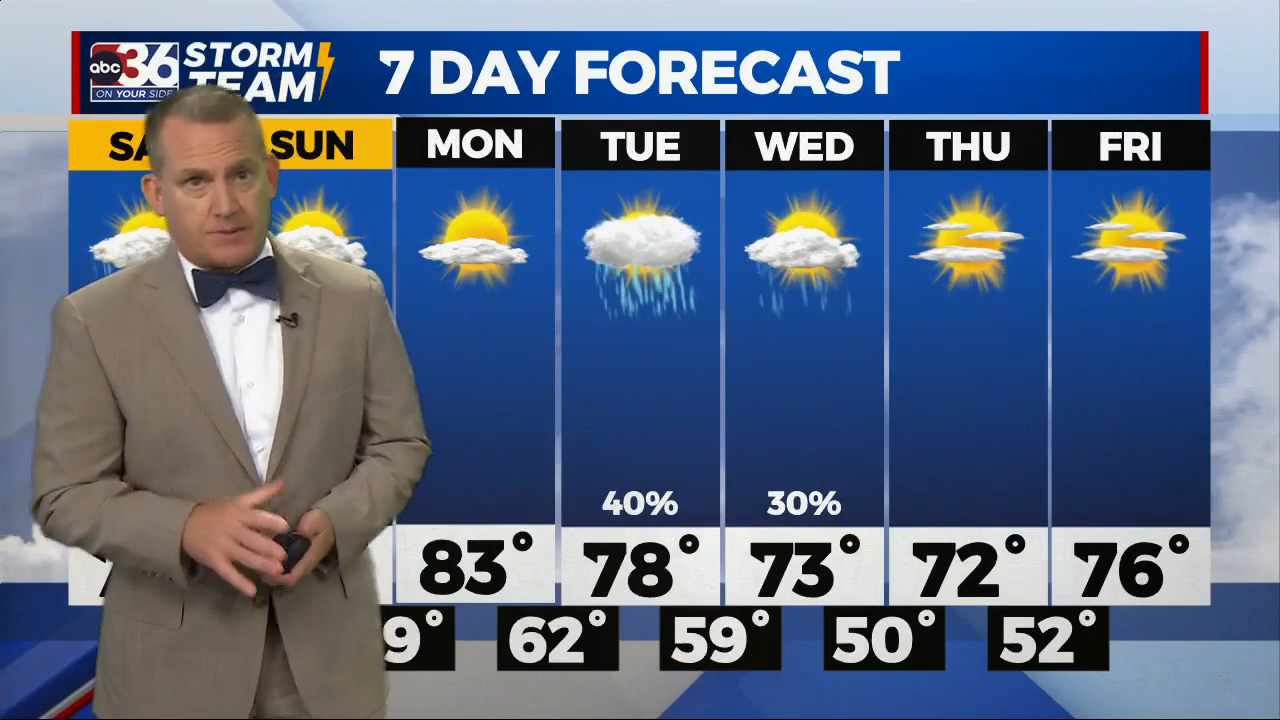 abc 36
ON YOUR SIDE
STORM
TEAM
7 DAY FORECAST
SUN MON TUE WED THU FRI
40% 30%
83° 78° 73° 72° 76°
62° 59° 50° 52°